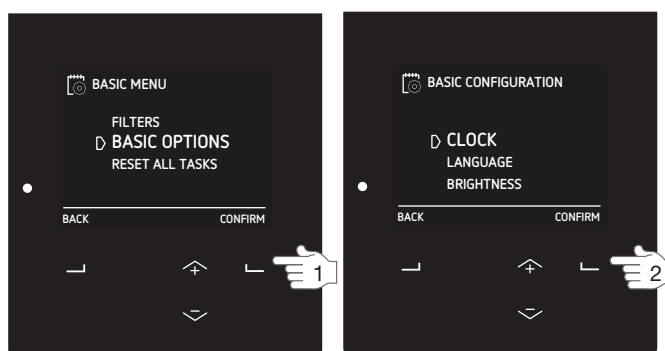 BASIC MENU
FILTERS
BASIC OPTIONS
RESET ALL TASKS
BACK CONFIRM
1
BASIC CONFIGURATION
CLOCK
LANGUAGE
BRIGHTNESS
BACK CONFIRM
2